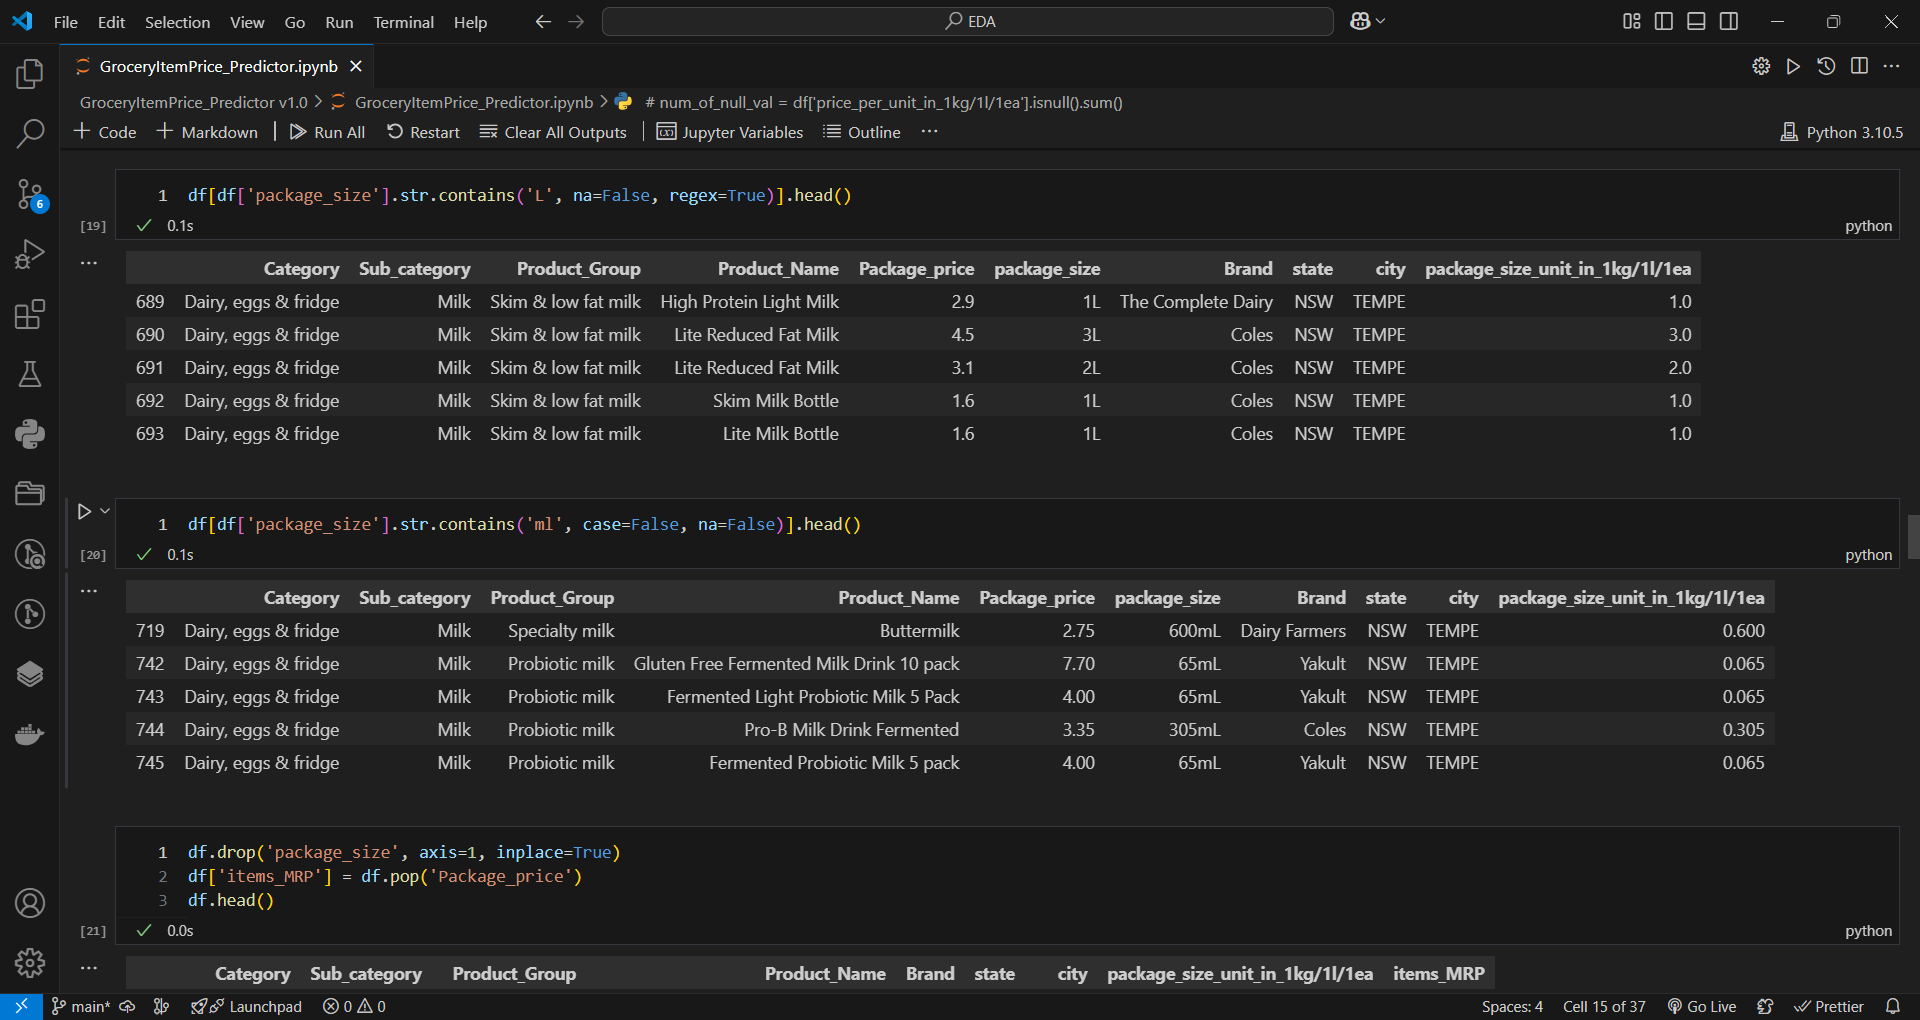 File Edit Selection View Go Run Terminal Help EDA
GroceryItemPrice_Predictor.ipynb
GroceryItemPrice_Predictor v1.0 > GroceryItemPrice_Predictor.ipynb > # num_of_null_val = df['price_per_unit_in_1kg/1l/1ea'].isnull().sum()
+ Code + Markdown | Run All Restart Clear All Outputs | Jupyter Variables Outline ... Python 3.10.5
6
1 df[df['package_size'].str.contains('L', na=False, regex=True)].head()
[19] 0.1s python
Category Sub_category Product_Group Product_Name Package_price package_size Brand state city package_size_unit_in_1kg/1l/1ea
689 Dairy, eggs & fridge Milk Skim & low fat milk High Protein Light Milk 2.9 1L The Complete Dairy NSW TEMPE 1.0
690 Dairy, eggs & fridge Milk Skim & low fat milk Lite Reduced Fat Milk 4.5 3L Coles NSW TEMPE 3.0
691 Dairy, eggs & fridge Milk Skim & low fat milk Lite Reduced Fat Milk 3.1 2L Coles NSW TEMPE 2.0
692 Dairy, eggs & fridge Milk Skim & low fat milk Skim Milk Bottle 1.6 1L Coles NSW TEMPE 1.0
693 Dairy, eggs & fridge Milk Skim & low fat milk Lite Milk Bottle 1.6 1L Coles NSW TEMPE 1.0
1 df[df['package_size'].str.contains('ml', case=False, na=False)].head()
[20] 0.1s python
Category Sub_category Product_Group Product_Name Package_price package_size Brand state city package_size_unit_in_1kg/1l/1ea
719 Dairy, eggs & fridge Milk Specialty milk Buttermilk 2.75 600mL Dairy Farmers NSW TEMPE 0.600
742 Dairy, eggs & fridge Milk Probiotic milk Gluten Free Fermented Milk Drink 10 pack 7.70 65mL Yakult NSW TEMPE 0.065
743 Dairy, eggs & fridge Milk Probiotic milk Fermented Light Probiotic Milk 5 Pack 4.00 65mL Yakult NSW TEMPE 0.065
744 Dairy, eggs & fridge Milk Probiotic milk Pro-B Milk Drink Fermented 3.35 305mL Coles NSW TEMPE 0.305
745 Dairy, eggs & fridge Milk Probiotic milk Fermented Probiotic Milk 5 pack 4.00 65mL Yakult NSW TEMPE 0.065
1 df.drop('package_size', axis=1, inplace=True)
2 df['items_MRP'] = df.pop('Package_price')
3 df.head()
[21] 0.0s python
Category Sub_category Product_Group Product_Name Brand state city package_size_unit_in_1kg/1l/1ea items_MRP
main* Launchpad 0 0 Spaces: 4 Cell 15 of 37 Go Live Prettier